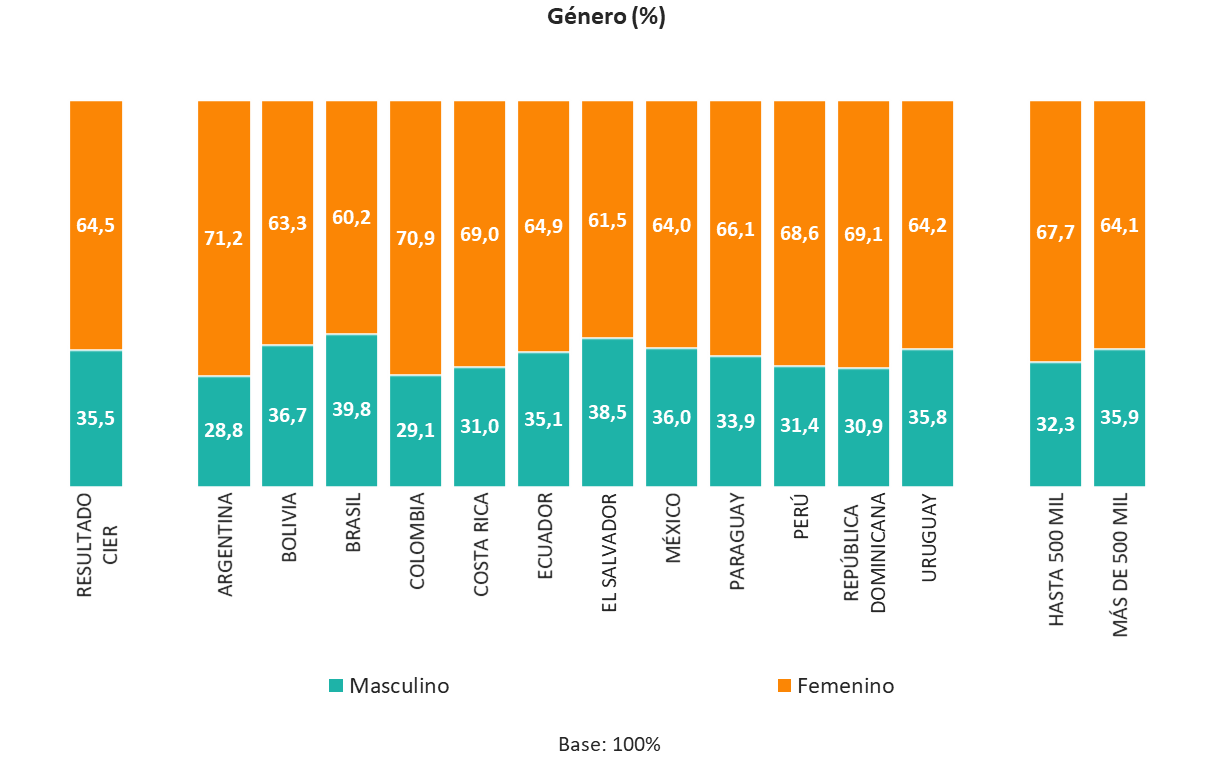 Género (%)
64,5
71,2
63,3
60,2
70,9
69,0
64,9
61,5
64,0
66,1
68,6
69,1
64,2
67,7
64,1
35,5
28,8
36,7
39,8
29,1
31,0
35,1
38,5
36,0
33,9
31,4
30,9
35,8
32,3
35,9
RESULTADO
CIER
ARGENTINA
BOLIVIA
BRASIL
COLOMBIA
COSTA RICA
ECUADOR
EL SALVADOR
MÉXICO
PARAGUAY
PERÚ
REPÚBLICA
DOMINICANA
URUGUAY
HASTA 500 MIL
MÁS DE 500 MIL
Masculino
Femenino
Base: 100%